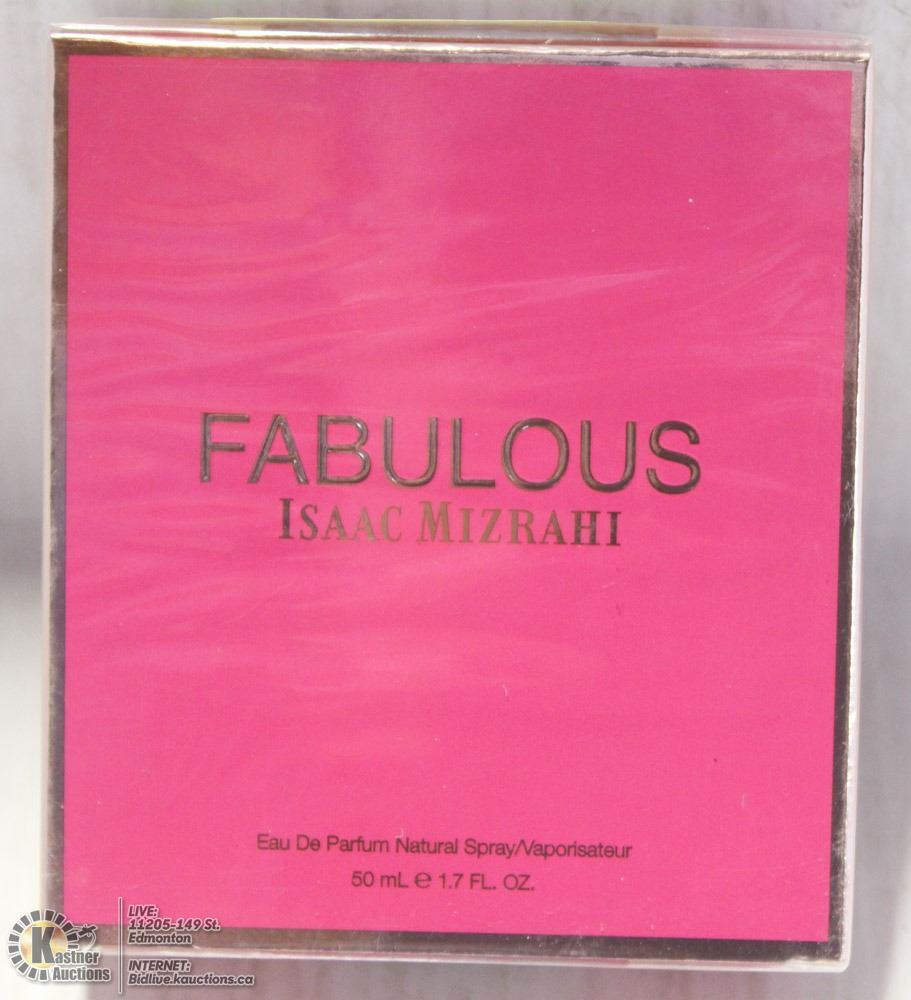 FABULOUS
ISAAC MIZRAHI
Eau De Parfum Natural Spray/Vaporisateur
50 mL ℮ 1.7 FL. OZ.
Kastner
Auctions
LIVE:
11205-149 St.
Edmonton
INTERNET:
Bidlive.kauctions.ca